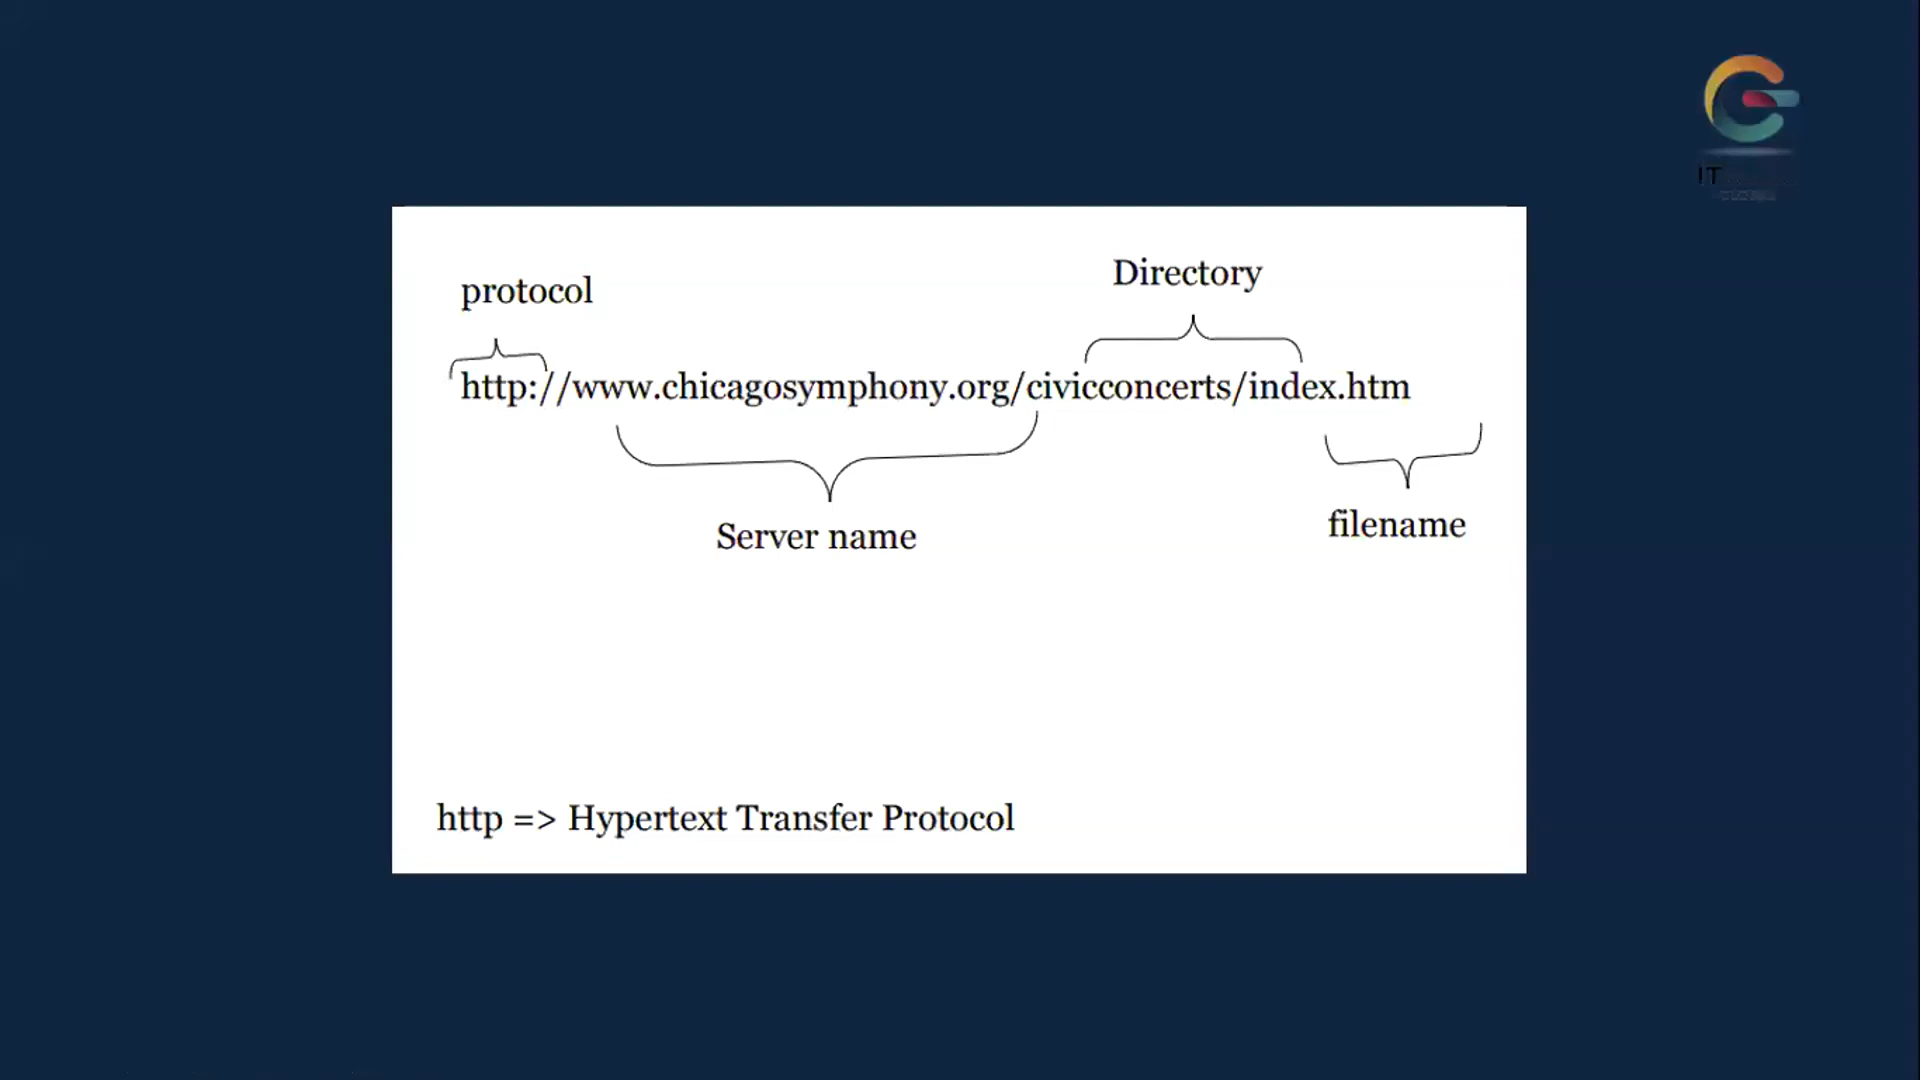 protocol
Directory
http://www.chicagosymphony.org/civicconcerts/index.htm
Server name
filename
http => Hypertext Transfer Protocol
IT